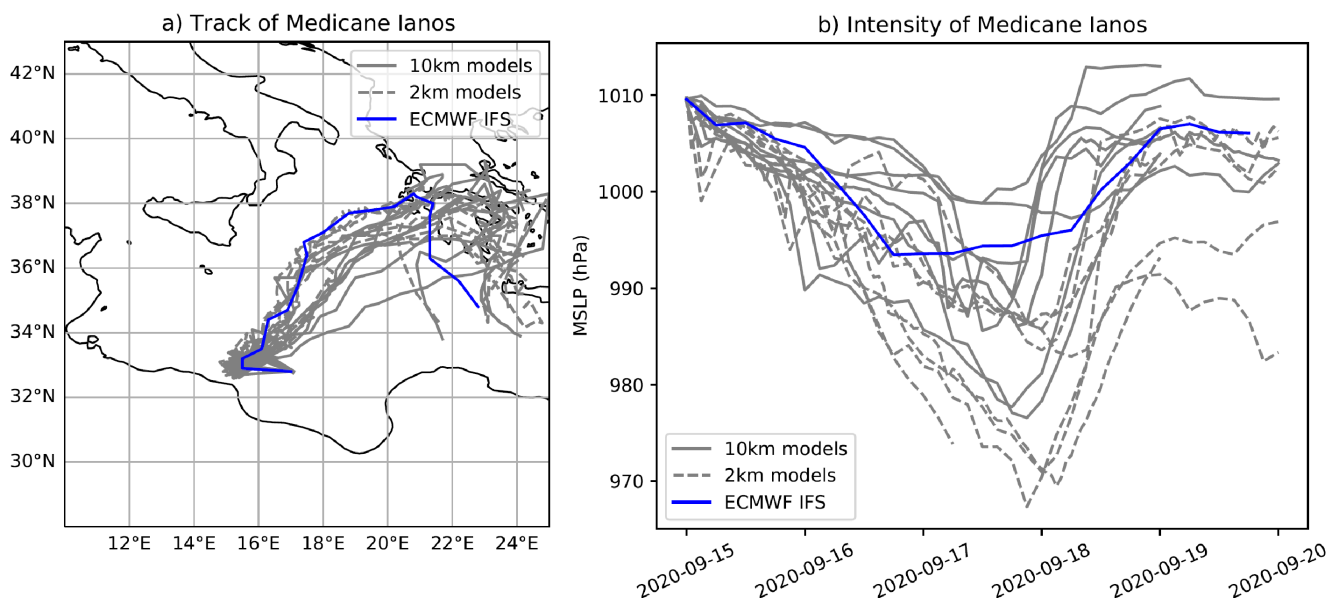 a) Track of Medicane Ianos
42°N
40°N
38°N
36°N
34°N
32°N
30°N
12°E
14°E
16°E
18°E
20°E
22°E
24°E
10km models
2km models
ECMWF IFS
b) Intensity of Medicane Ianos
MSLP (hPa)
1010
1000
990
980
970
10km models
2km models
ECMWF IFS
2020-09-15
2020-09-16
2020-09-17
2020-09-18
2020-09-19
2020-09-20